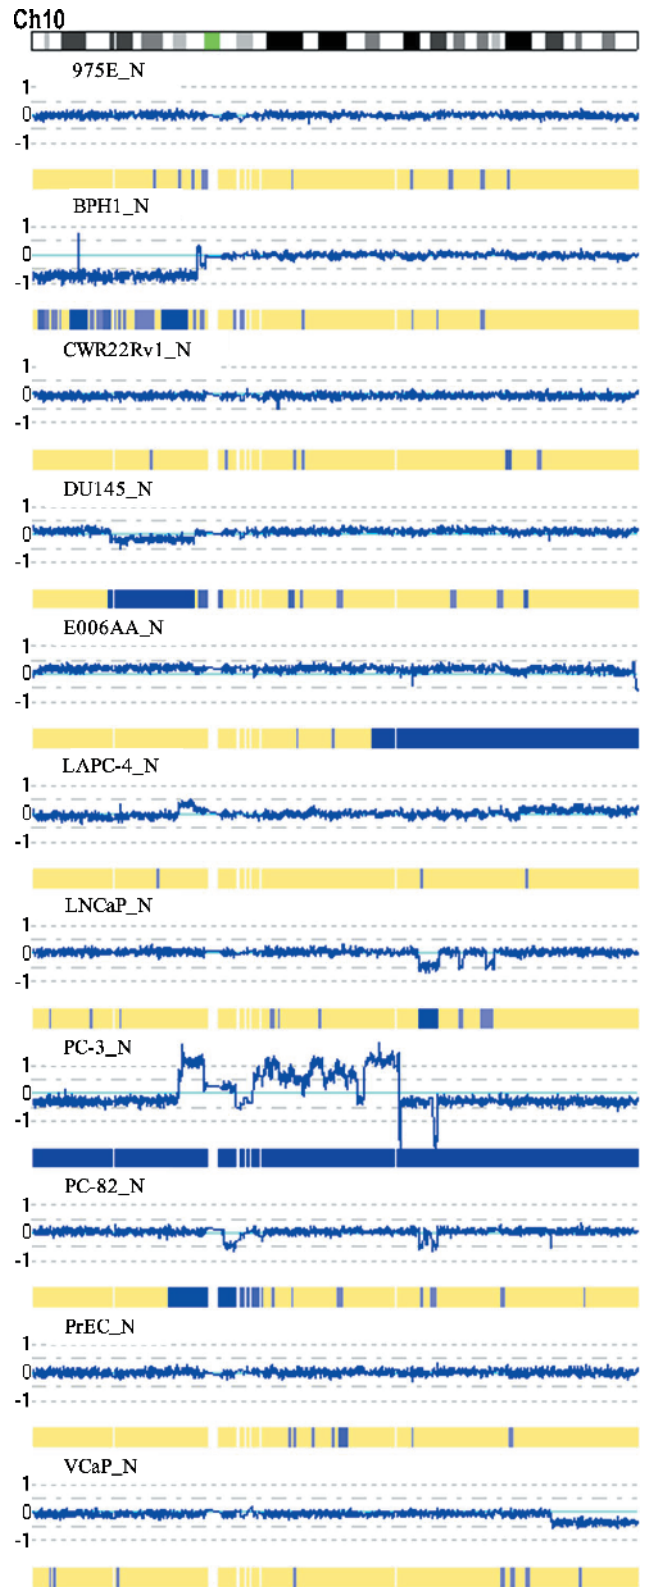 Ch10
975E_N
1
0
-1
BPH1_N
1
0
-1
CWR22Rv1_N
1
0
-1
DU145_N
1
0
-1
E006AA_N
1
0
-1
LAPC-4_N
1
0
-1
LNCaP_N
1
0
-1
PC-3_N
1
0
-1
PC-82_N
1
0
-1
PrEC_N
1
0
-1
VCaP_N
1
0
-1